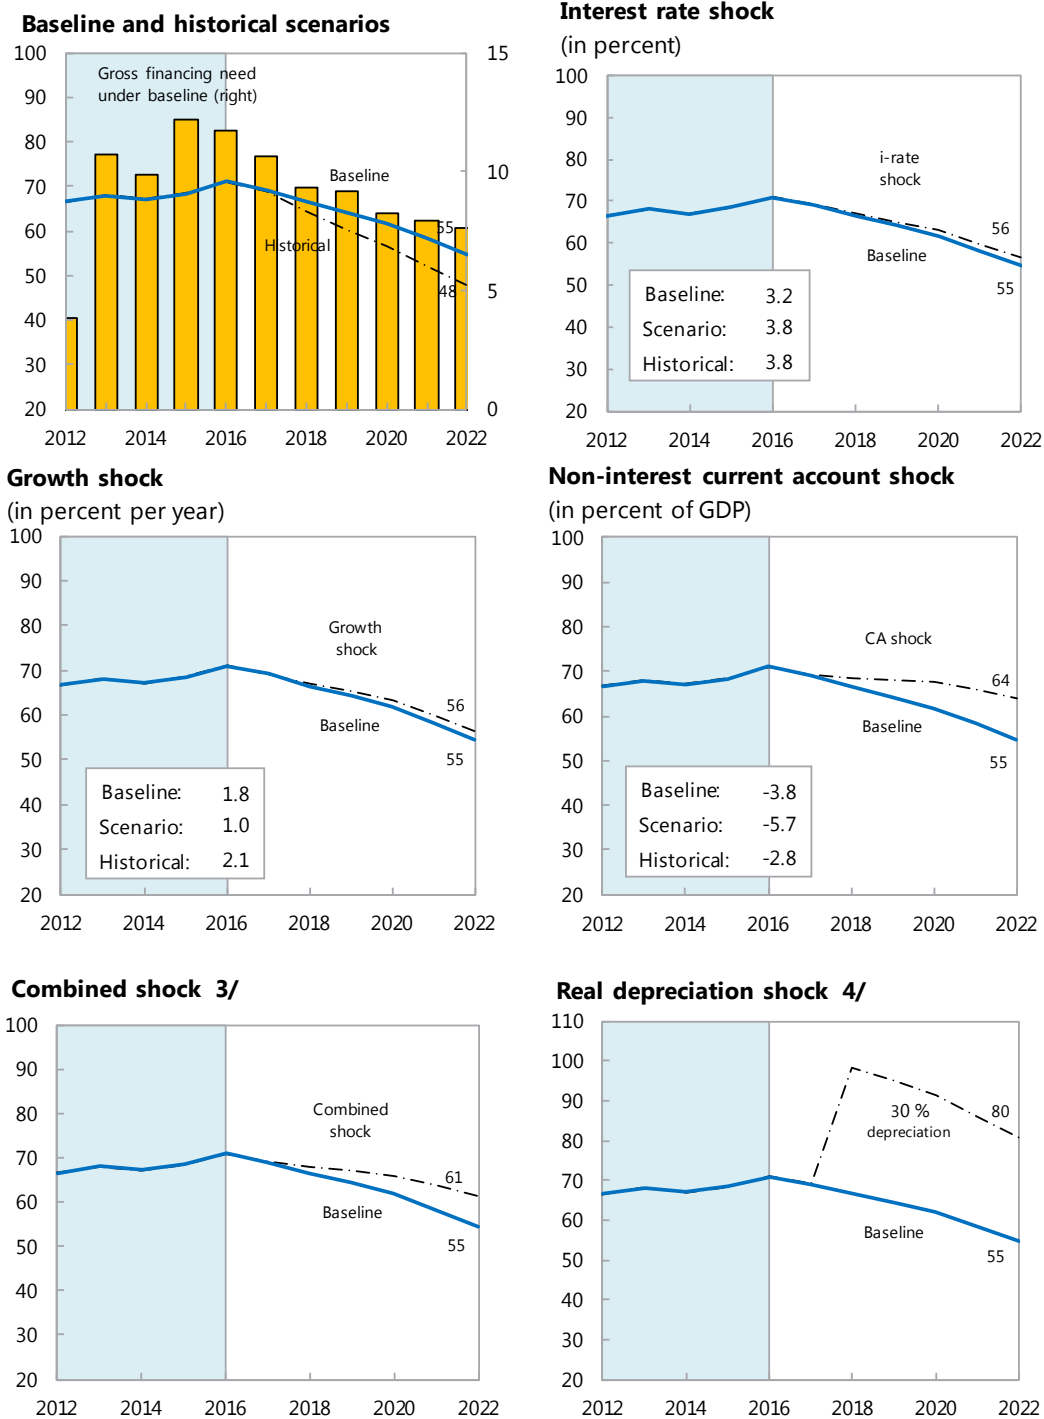 Baseline and historical scenarios
100
90
80
70
60
50
40
30
20
15
10
5
0
Gross financing need
under baseline (right)
Baseline
55
Historical
48
2012 2014 2016 2018 2020 2022
Interest rate shock
(in percent)
100
90
80
70
60
50
40
30
20
i-rate
shock
56
Baseline
55
Baseline: 3.2
Scenario: 3.8
Historical: 3.8
2012 2014 2016 2018 2020 2022
Growth shock
(in percent per year)
100
90
80
70
60
50
40
30
20
Growth
shock
56
Baseline
55
Baseline: 1.8
Scenario: 1.0
Historical: 2.1
2012 2014 2016 2018 2020 2022
Non-interest current account shock
(in percent of GDP)
100
90
80
70
60
50
40
30
20
CA shock
64
Baseline
55
Baseline: -3.8
Scenario: -5.7
Historical: -2.8
2012 2014 2016 2018 2020 2022
Combined shock 3/
100
90
80
70
60
50
40
30
20
Combined
shock
61
Baseline
55
2012 2014 2016 2018 2020 2022
Real depreciation shock 4/
110
100
90
80
70
60
50
40
30
20
30 %
depreciation
80
Baseline
55
2012 2014 2016 2018 2020 2022